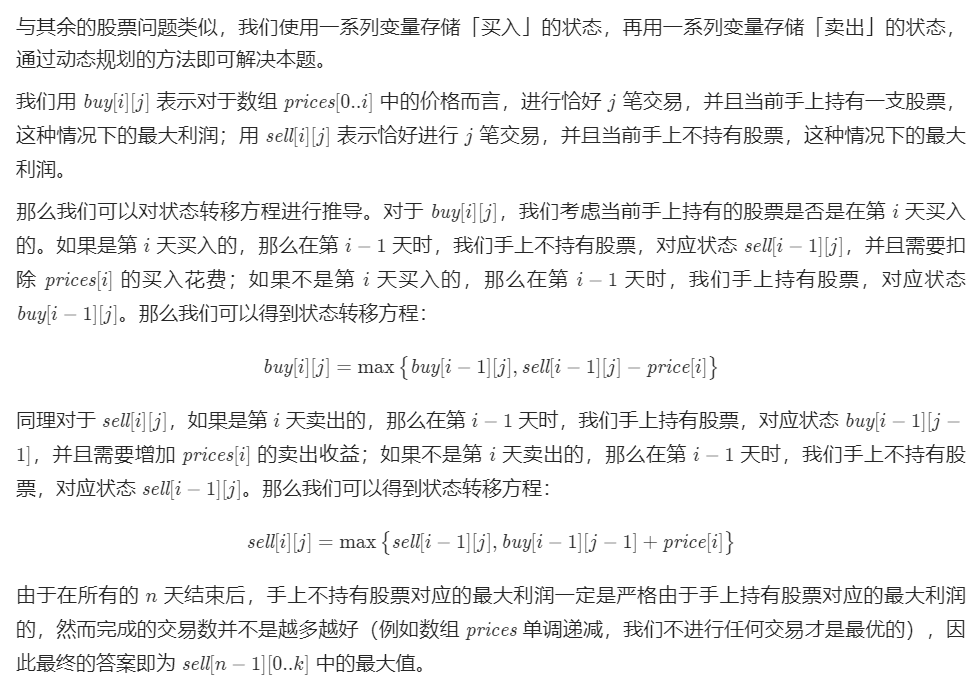 与其余的股票问题类似，我们使用一系列变量存储「买入」的状态，再用一系列变量存储「卖出」的状态，
通过动态规划的方法即可解决本题。
我们用 buy[i][j] 表示对于数组 prices[0..i] 中的价格而言，进行恰好 j 笔交易，并且当前手上持有一支股票，
这种情况下的最大利润；用 sell[i][j] 表示恰好进行 j 笔交易，并且当前手上不持有股票，这种情况下的最大
利润。
那么我们可以对状态转移方程进行推导。对于 buy[i][j]，我们考虑当前手上持有的股票是否是在第 i 天买入
的。如果是第 i 天买入的，那么在第 i − 1 天时，我们手上不持有股票，对应状态 sell[i − 1][j]，并且需要扣
除 prices[i] 的买入花费；如果不是第 i 天买入的，那么在第 i − 1 天时，我们手上持有股票，对应状态
buy[i − 1][j]。那么我们可以得到状态转移方程：
buy[i][j] = max {buy[i − 1][j], sell[i − 1][j] − price[i]}
同理对于 sell[i][j]，如果是第 i 天卖出的，那么在第 i − 1 天时，我们手上持有股票，对应状态 buy[i − 1][j −
1]，并且需要增加 prices[i] 的卖出收益；如果不是第 i 天卖出的，那么在第 i − 1 天时，我们手上不持有股
票，对应状态 sell[i − 1][j]。那么我们可以得到状态转移方程：
sell[i][j] = max {sell[i − 1][j], buy[i − 1][j − 1] + price[i]}
由于在所有的 n 天结束后，手上不持有股票对应的最大利润一定是严格由于手上持有股票对应的最大利润
的，然而完成的交易数并不是越多越好（例如数组 prices 单调递减，我们不进行任何交易才是最优的），因
此最终的答案即为 sell[n − 1][0..k] 中的最大值。